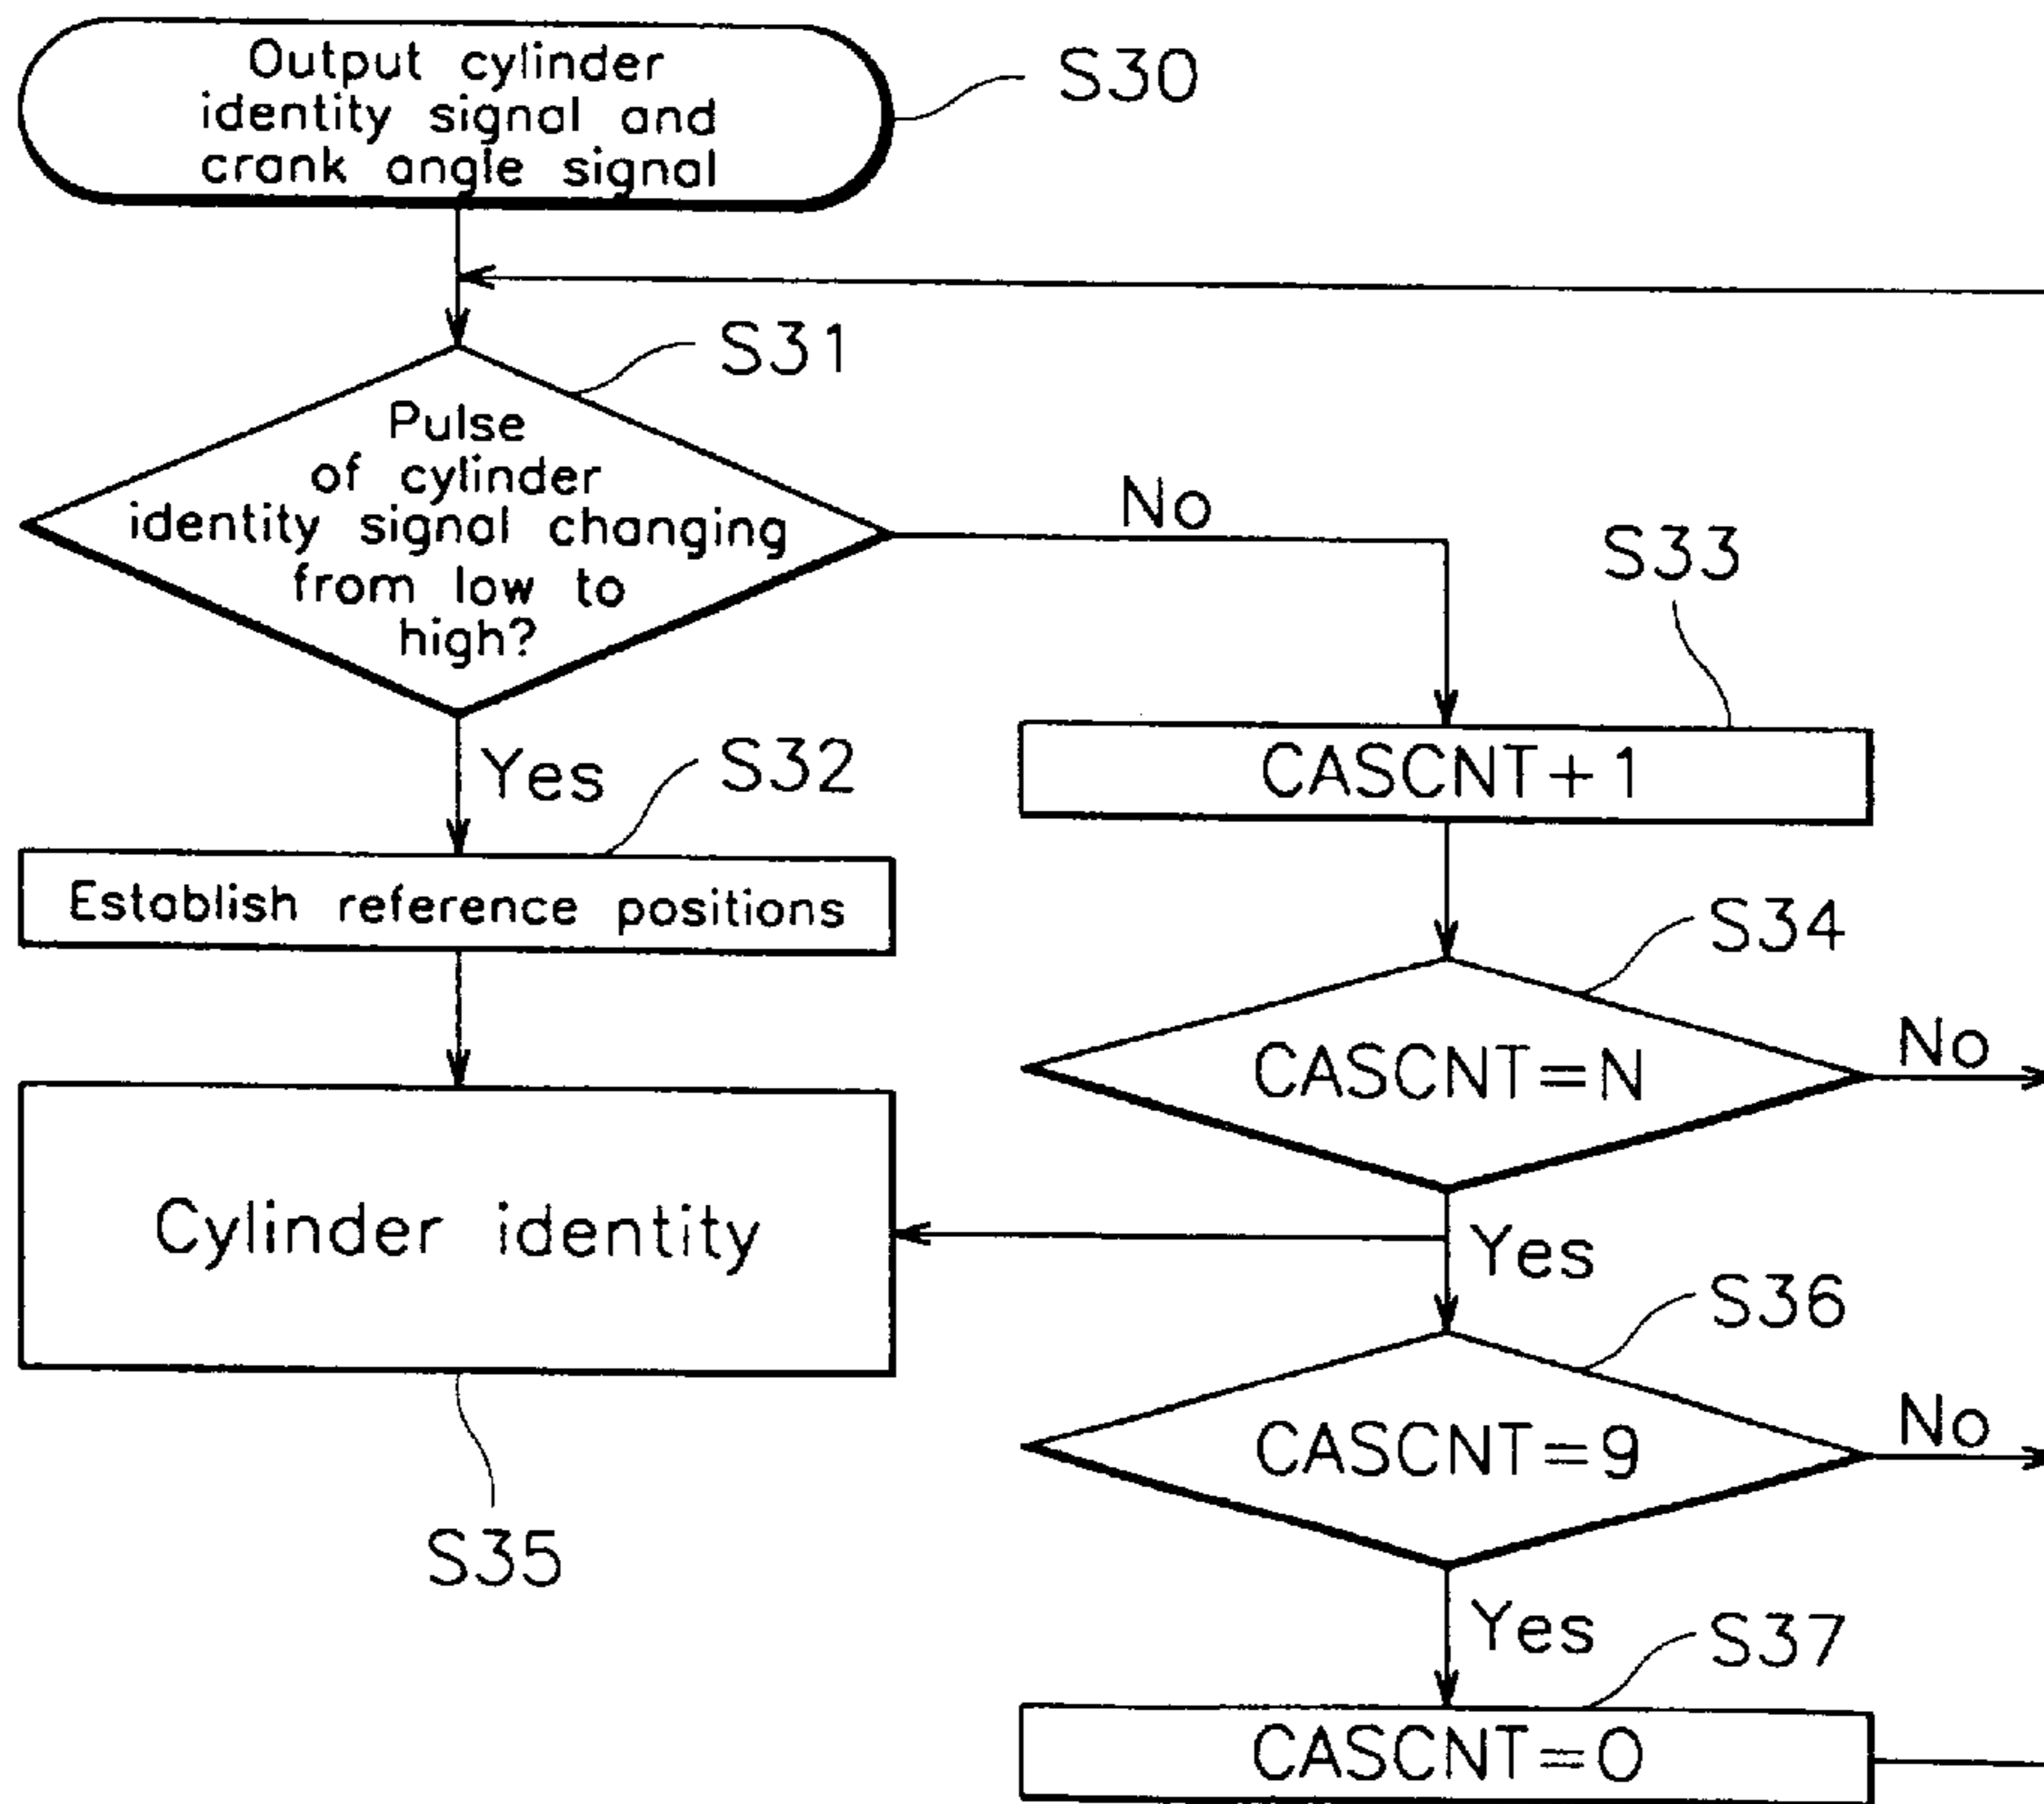 Output cylinder
identity signal and
crank angle signal
S30
S31
Pulse
of cylinder
identity signal changing
from low to
high?
No
S33
Yes
S32
CASCNT+1
Establish reference positions
S34
CASCNT=N
No
Cylinder identity
Yes
S36
CASCNT=9
No
S35
Yes
S37
CASCNT=0